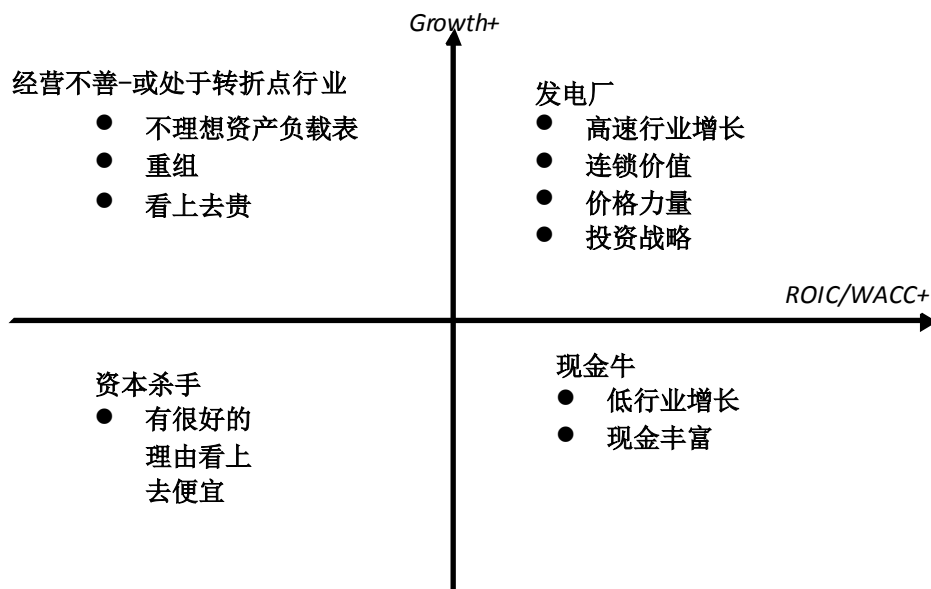 Growth+
经营不善-或处于转折点行业
● 不理想资产负载表
● 重组
● 看上去贵
发电厂
● 高速行业增长
● 连锁价值
● 价格力量
● 投资战略
ROIC/WACC+
资本杀手
● 有很好的
理由看上
去便宜
现金牛
● 低行业增长
● 现金丰富